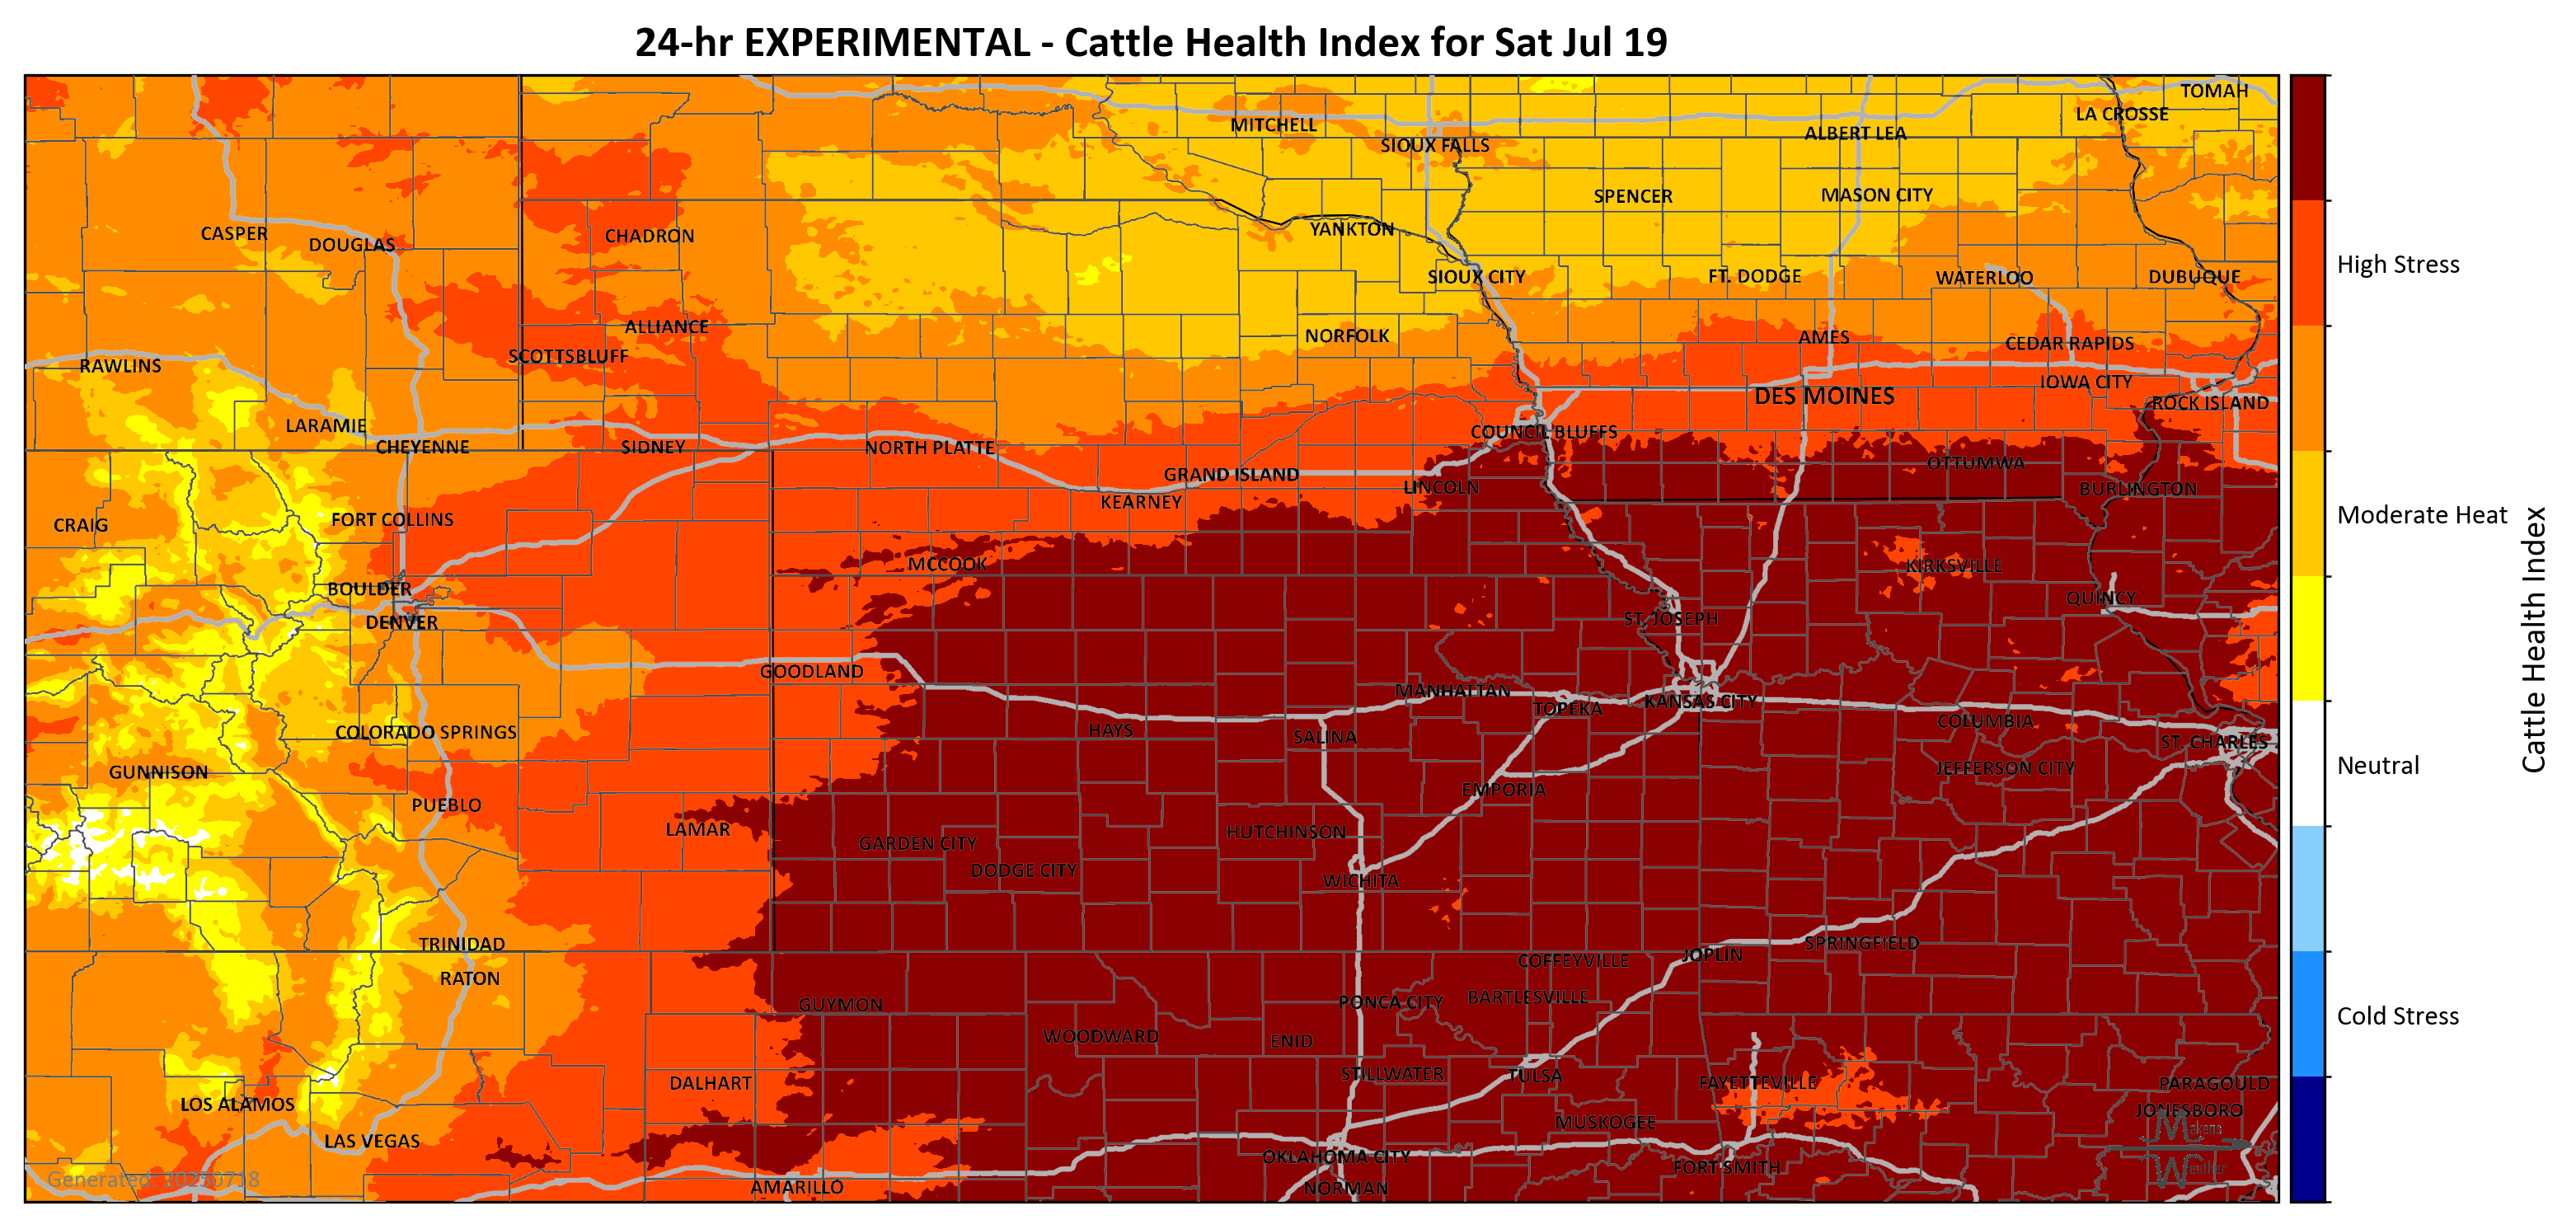 24-hr EXPERIMENTAL - Cattle Health Index for Sat Jul 19
TOMAH
LA CROSSE
MITCHELL
ALBERT LEA
SIOUX FALLS
SPENCER
MASON CITY
CASPER
DOUGLAS
CHADRON
YANKTON
SIOUX CITY
FT. DODGE
WATERLOO
DUBUQUE
High Stress
ALLIANCE
NORFOLK
AMES
CEDAR RAPIDS
SCOTTSBLUFF
RAWLINS
IOWA CITY
DES MOINES
ROCK ISLAND
LARAMIE
COUNCIL BLUFFS
CHEYENNE
SIDNEY
NORTH PLATTE
OTTUMWA
GRAND ISLAND
LINCOLN
BURLINGTON
KEARNEY
Moderate Heat
CRAIG
FORT COLLINS
MCCOOK
KIRKSVILLE
BOULDER
QUINCY
DENVER
ST. JOSEPH
Cattle Health Index
GOODLAND
MANHATTAN
KANSAS CITY
TOPEKA
COLUMBIA
HAYS
COLORADO SPRINGS
SALINA
ST. CHARLES
Neutral
GUNNISON
JEFFERSON CITY
EMPORIA
PUEBLO
LAMAR
HUTCHINSON
GARDEN CITY
DODGE CITY
WICHITA
TRINIDAD
SPRINGFIELD
JOPLIN
COFFEYVILLE
RATON
BARTLESVILLE
GUYMON
PONCA CITY
Cold Stress
WOODWARD
ENID
STILLWATER
TULSA
DALHART
FAYETTEVILLE
PARAGOULD
LOS ALAMOS
JONESBORO
MUSKOGEE
Makens
LAS VEGAS
OKLAHOMA CITY
FORT SMITH
Weather
Generated: 20250718
AMARILLO
NORMAN